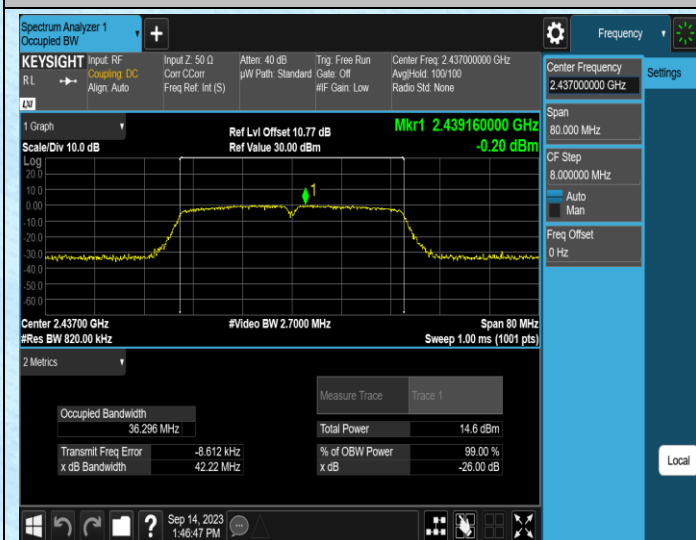 Spectrum Analyzer 1
Occupied BW
KEYSIGHT
R L
LXI
Input: RF
Coupling: DC
Align: Auto
Input Z: 50 Ω
Corr CCorr
Freq Ref: Int (S)
Atten: 40 dB
µW Path: Standard
Trig: Free Run
Gate: Off
#IF Gain: Low
Center Freq: 2.437000000 GHz
Avg|Hold: 100/100
Radio Std: None
1 Graph
Scale/Div 10.0 dB
Ref Lvl Offset 10.77 dB
Ref Value 30.00 dBm
Mkr1 2.439160000 GHz
-0.20 dBm
Log
20.0
10.0
0.00
-10.0
-20.0
-30.0
-40.0
-50.0
-60.0
1
Center 2.43700 GHz
#Res BW 820.00 kHz
#Video BW 2.7000 MHz
Span 80 MHz
Sweep 1.00 ms (1001 pts)
2 Metrics
Measure Trace
Trace 1
Occupied Bandwidth
36.296 MHz
Total Power
14.6 dBm
Transmit Freq Error
-8.612 kHz
% of OBW Power
99.00 %
x dB Bandwidth
42.22 MHz
x dB
-26.00 dB
Sep 14, 2023
1:46:47 PM
Frequency
Center Frequency
2.437000000 GHz
Settings
Span
80.000 MHz
CF Step
8.000000 MHz
Auto
Man
Freq Offset
0 Hz
Local